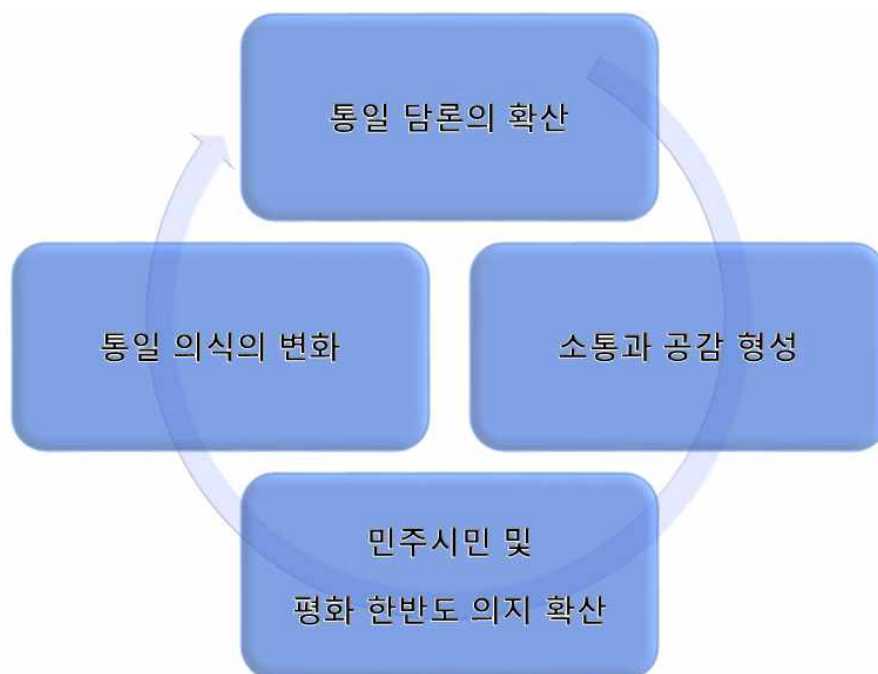 통일 담론의 확산
통일 의식의 변화
소통과 공감 형성
민주시민 및
평화 한반도 의지 확산